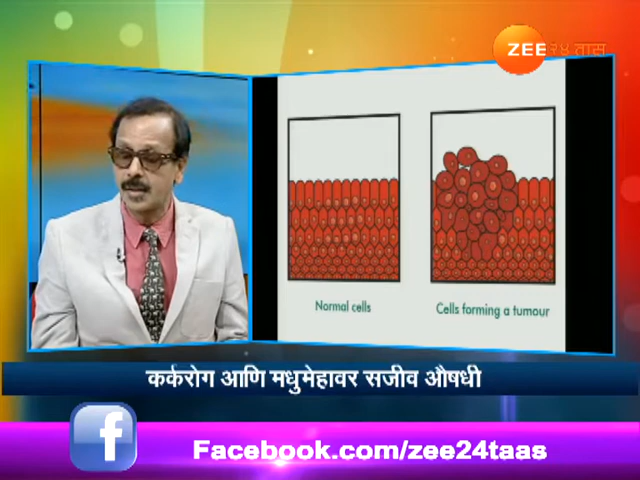 ZEE २४ तास
Normal cells
Cells forming a tumour
कर्करोग आणि मधुमेहावर सजीव औषधी
f
Facebook.com/zee24taas